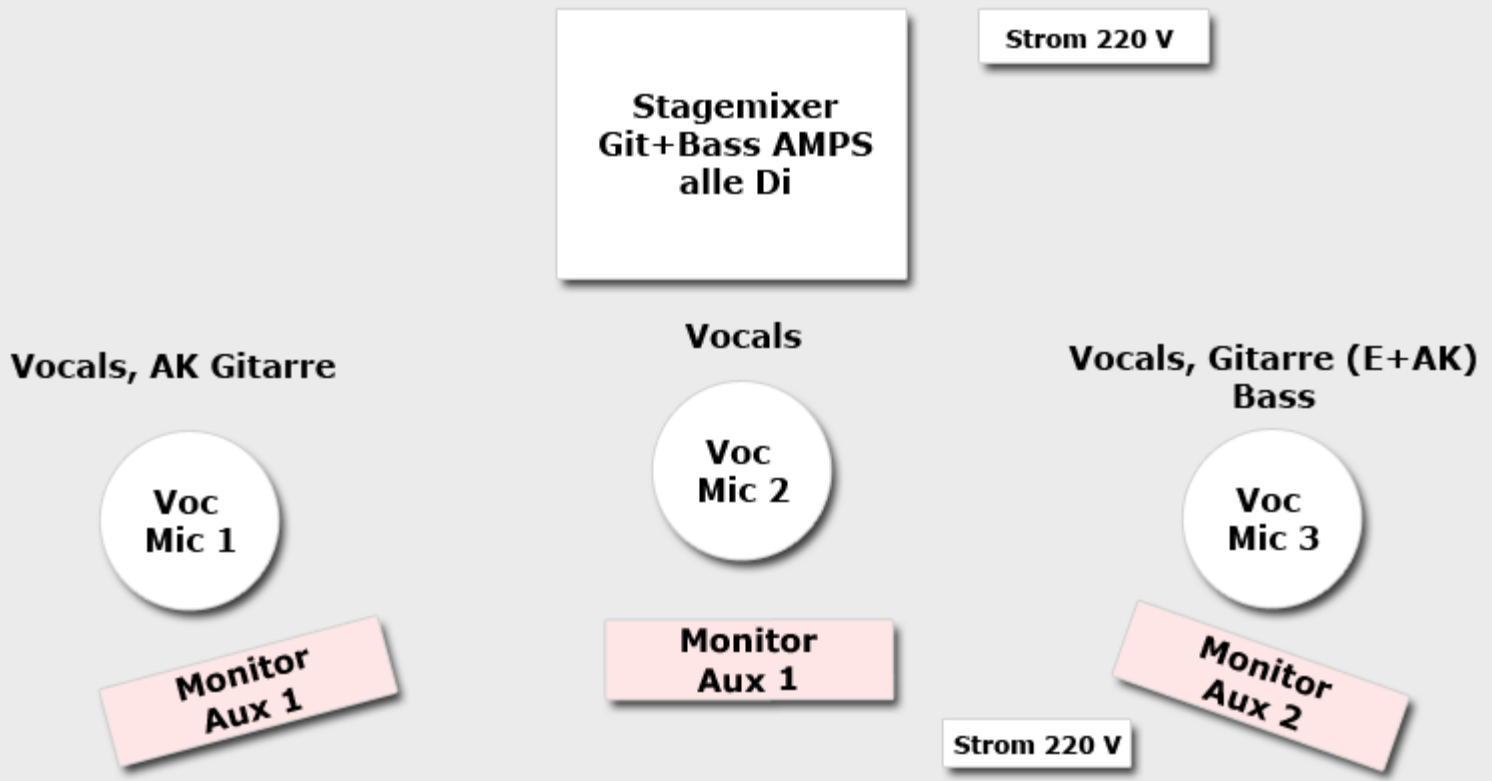 Strom 220 V
Stagemixer
Git+Bass AMPS
alle Di
Vocals, AK Gitarre
Vocals
Vocals, Gitarre (E+AK)
Bass
Voc
Mic 1
Voc
Mic 2
Voc
Mic 3
Monitor
Aux 1
Monitor
Aux 1
Monitor
Aux 2
Strom 220 V